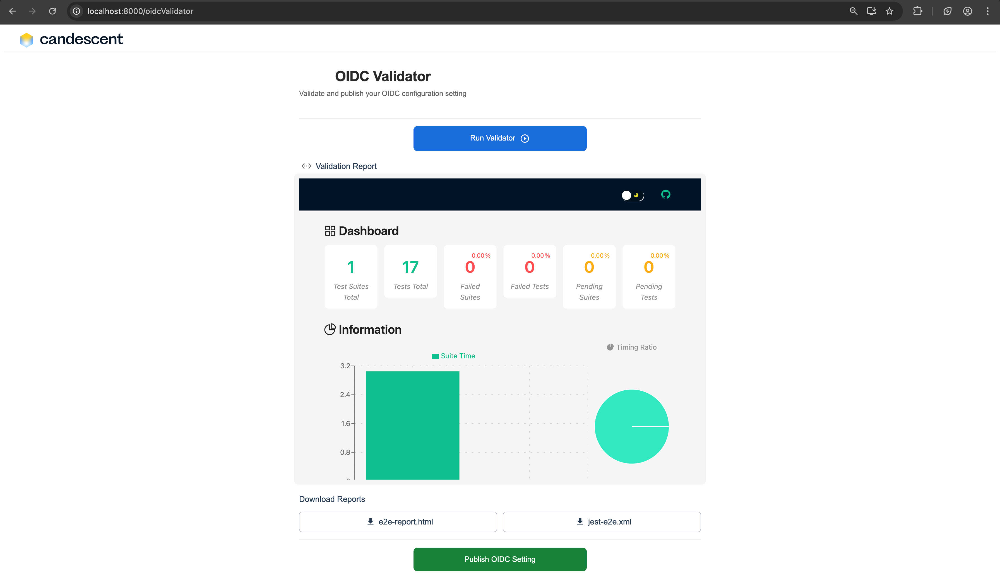 localhost:8000/oidcValidator
candescent
OIDC Validator
Validate and publish your OIDC configuration setting
Run Validator
Validation Report
Dashboard
0.00%
0.00%
0.00%
0.00%
1
17
0
0
0
0
Test Suites
Total
Tests Total
Failed
Suites
Failed Tests
Pending
Suites
Pending
Tests
Information
Timing Ratio
Suite Time
3.2
2.4
1.6
0.8
Download Reports
e2e-report.html
jest-e2e.xml
Publish OIDC Setting